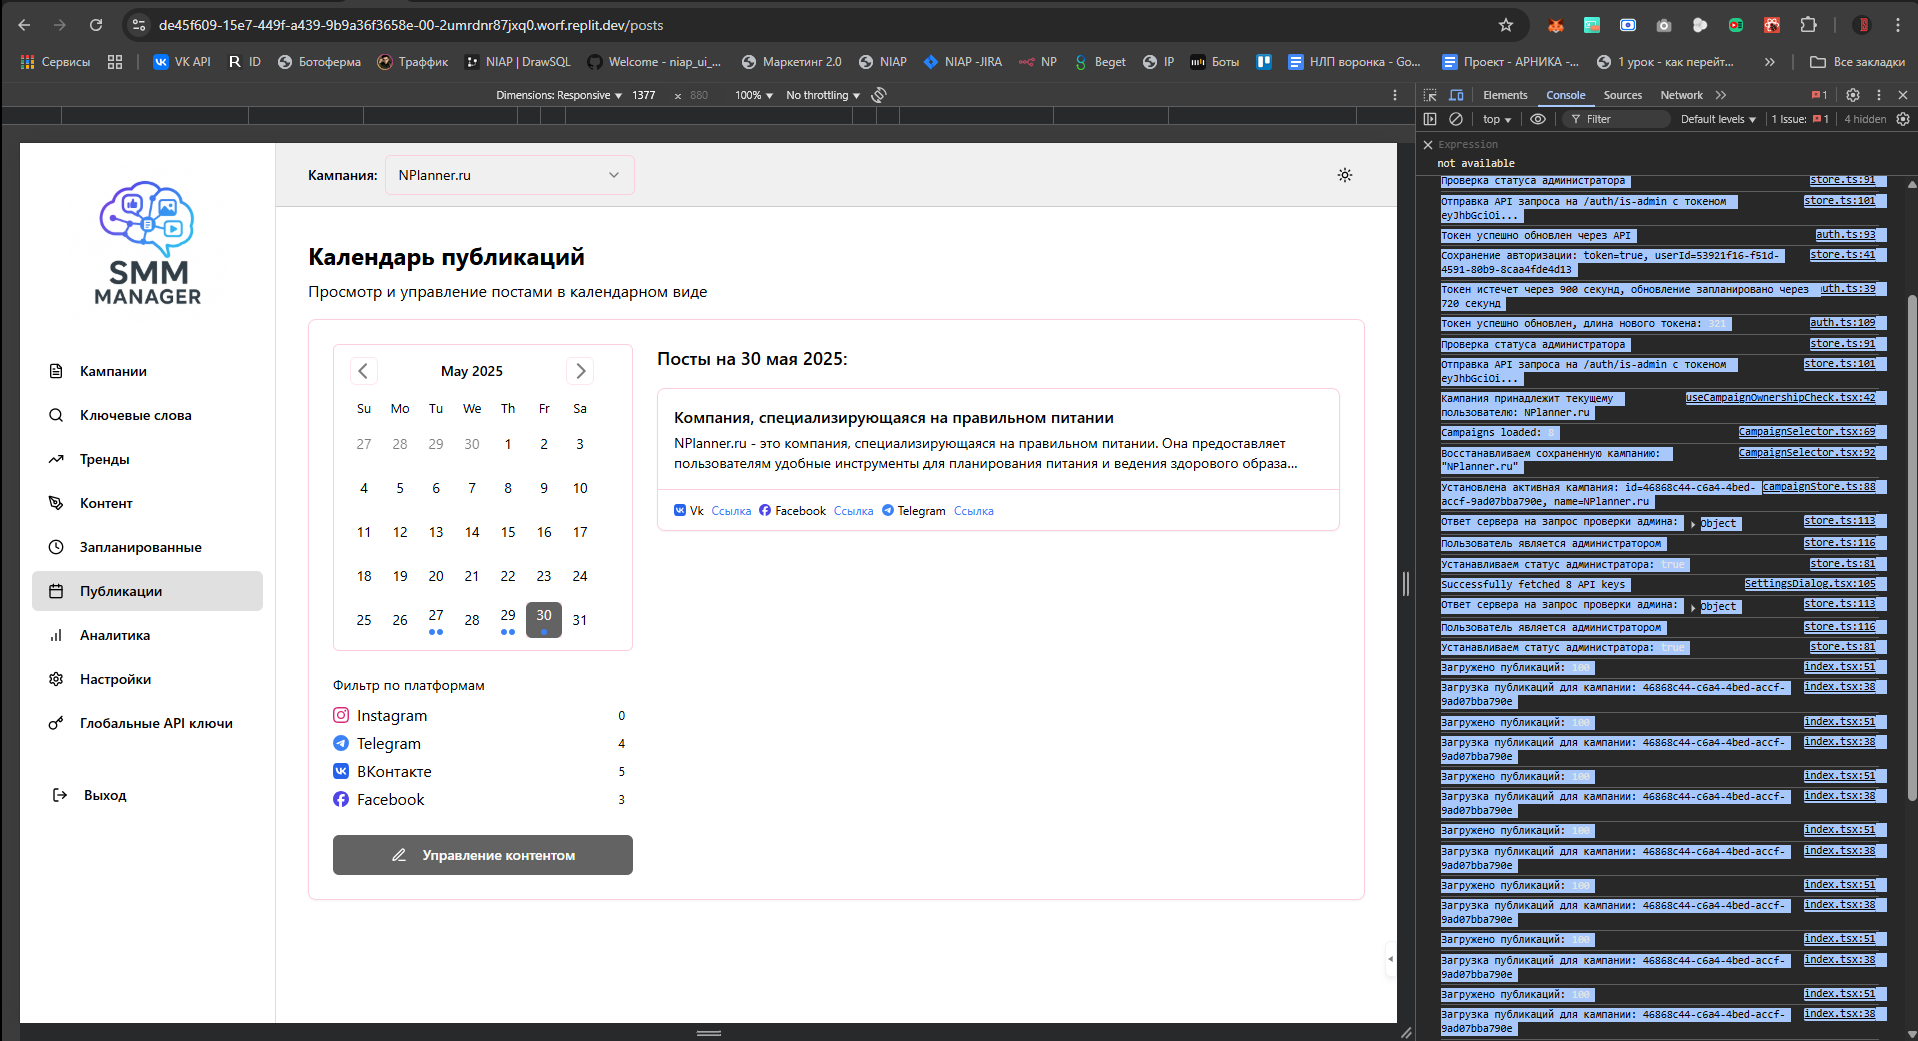 de45f609-15e7-449f-a439-9b9a36f3658e-00-2umrdnr87jxq0.worf.replit.dev/posts
Сервисы
VK API
ID
Ботоферма
Траффик
NIAP | DrawSQL
Welcome - niap_ui_...
Маркетинг 2.0
NIAP
NIAP -JIRA
NP
Beget
IP
Боты
НЛП воронка - Go...
Проект - АРНИКА -...
1 урок - как перейт...
Все закладки
Dimensions: Responsive 1377 × 880 100% No throttling
Elements Console Sources Network 1
top Filter Default levels 1 Issue: 1 4 hidden
SMM
MANAGER
Кампании
Ключевые слова
Тренды
Контент
Запланированные
Публикации
Аналитика
Настройки
Глобальные API ключи
Выход
Кампания: NPlanner.ru
Календарь публикаций
Просмотр и управление постами в календарном виде
May 2025
Su Mo Tu We Th Fr Sa
27 28 29 30 1 2 3
4 5 6 7 8 9 10
11 12 13 14 15 16 17
18 19 20 21 22 23 24
25 26 27 28 29 30 31
Фильтр по платформам
Instagram 0
Telegram 4
ВКонтакте 5
Facebook 3
Управление контентом
Посты на 30 мая 2025:
Компания, специализирующаяся на правильном питании
NPlanner.ru - это компания, специализирующаяся на правильном питании. Она предоставляет
пользователям удобные инструменты для планирования питания и ведения здорового образа...
Vk Ссылка Facebook Ссылка Telegram Ссылка
Expression
not available
Проверка статуса администратора store.ts:91
Отправка API запроса на /auth/is-admin с токеном store.ts:101
eyJhbGciOi...
Токен успешно обновлен через API auth.ts:93
Сохранение авторизации: token=true, userId=53921f16-f51d- store.ts:41
4591-80b9-8caa4fde4d13
Токен истечет через 900 секунд, обновление запланировано через uth.ts:39
720 секунд
Токен успешно обновлен, длина нового токена: 321 auth.ts:109
Проверка статуса администратора store.ts:91
Отправка API запроса на /auth/is-admin с токеном store.ts:101
eyJhbGciOi...
Кампания принадлежит текущему useCampaignOwnershipCheck.tsx:42
пользователю: NPlanner.ru
Campaigns loaded: 8 CampaignSelector.tsx:69
Восстанавливаем сохраненную кампанию: CampaignSelector.tsx:92
"NPlanner.ru"
Установлена активная кампания: id=46868c44-c6a4-4bed- campaignStore.ts:88
accf-9ad07bba790e, name=NPlanner.ru
Ответ сервера на запрос проверки админа: Object store.ts:113
Пользователь является администратором store.ts:116
Устанавливаем статус администратора: true store.ts:81
Successfully fetched 8 API keys SettingsDialog.tsx:105
Ответ сервера на запрос проверки админа: Object store.ts:113
Пользователь является администратором store.ts:116
Устанавливаем статус администратора: true store.ts:81
Загружено публикаций: 100 index.tsx:51
Загрузка публикаций для кампании: 46868c44-c6a4-4bed-accf- index.tsx:38
9ad07bba790e
Загружено публикаций: 100 index.tsx:51
Загрузка публикаций для кампании: 46868c44-c6a4-4bed-accf- index.tsx:38
9ad07bba790e
Загружено публикаций: 100 index.tsx:51
Загрузка публикаций для кампании: 46868c44-c6a4-4bed-accf- index.tsx:38
9ad07bba790e
Загружено публикаций: 100 index.tsx:51
Загрузка публикаций для кампании: 46868c44-c6a4-4bed-accf- index.tsx:38
9ad07bba790e
Загружено публикаций: 100 index.tsx:51
Загрузка публикаций для кампании: 46868c44-c6a4-4bed-accf- index.tsx:38
9ad07bba790e
Загружено публикаций: 100 index.tsx:51
Загрузка публикаций для кампании: 46868c44-c6a4-4bed-accf- index.tsx:38
9ad07bba790e
Загружено публикаций: 100 index.tsx:51
Загрузка публикаций для кампании: 46868c44-c6a4-4bed-accf- index.tsx:38
9ad07bba790e